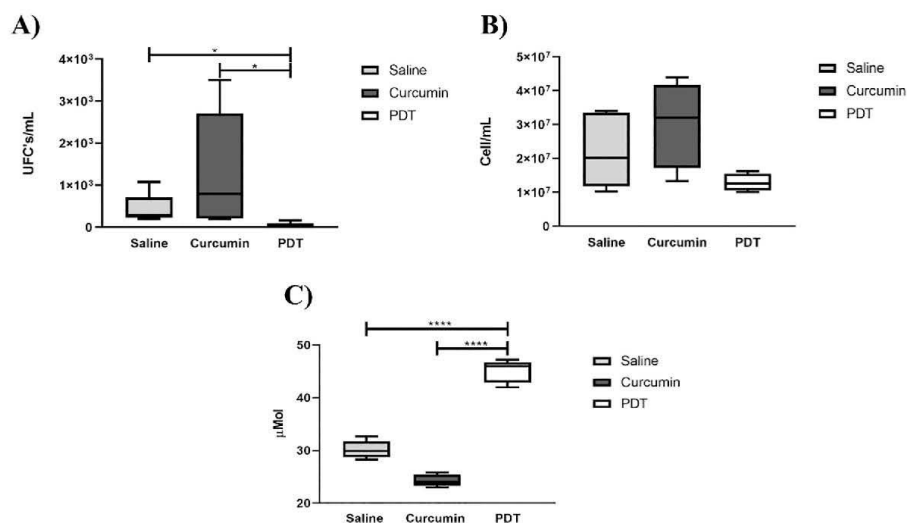 A)
*
*
4×10³
3×10³
2×10³
1×10³
0
UFC's/mL
Saline
Curcumin
PDT
Saline Curcumin PDT
B)
5×10⁷
4×10⁷
3×10⁷
2×10⁷
1×10⁷
0
Cell/mL
Saline
Curcumin
PDT
Saline Curcumin PDT
C)
****
****
50
40
30
20
µMol
Saline
Curcumin
PDT
Saline Curcumin PDT